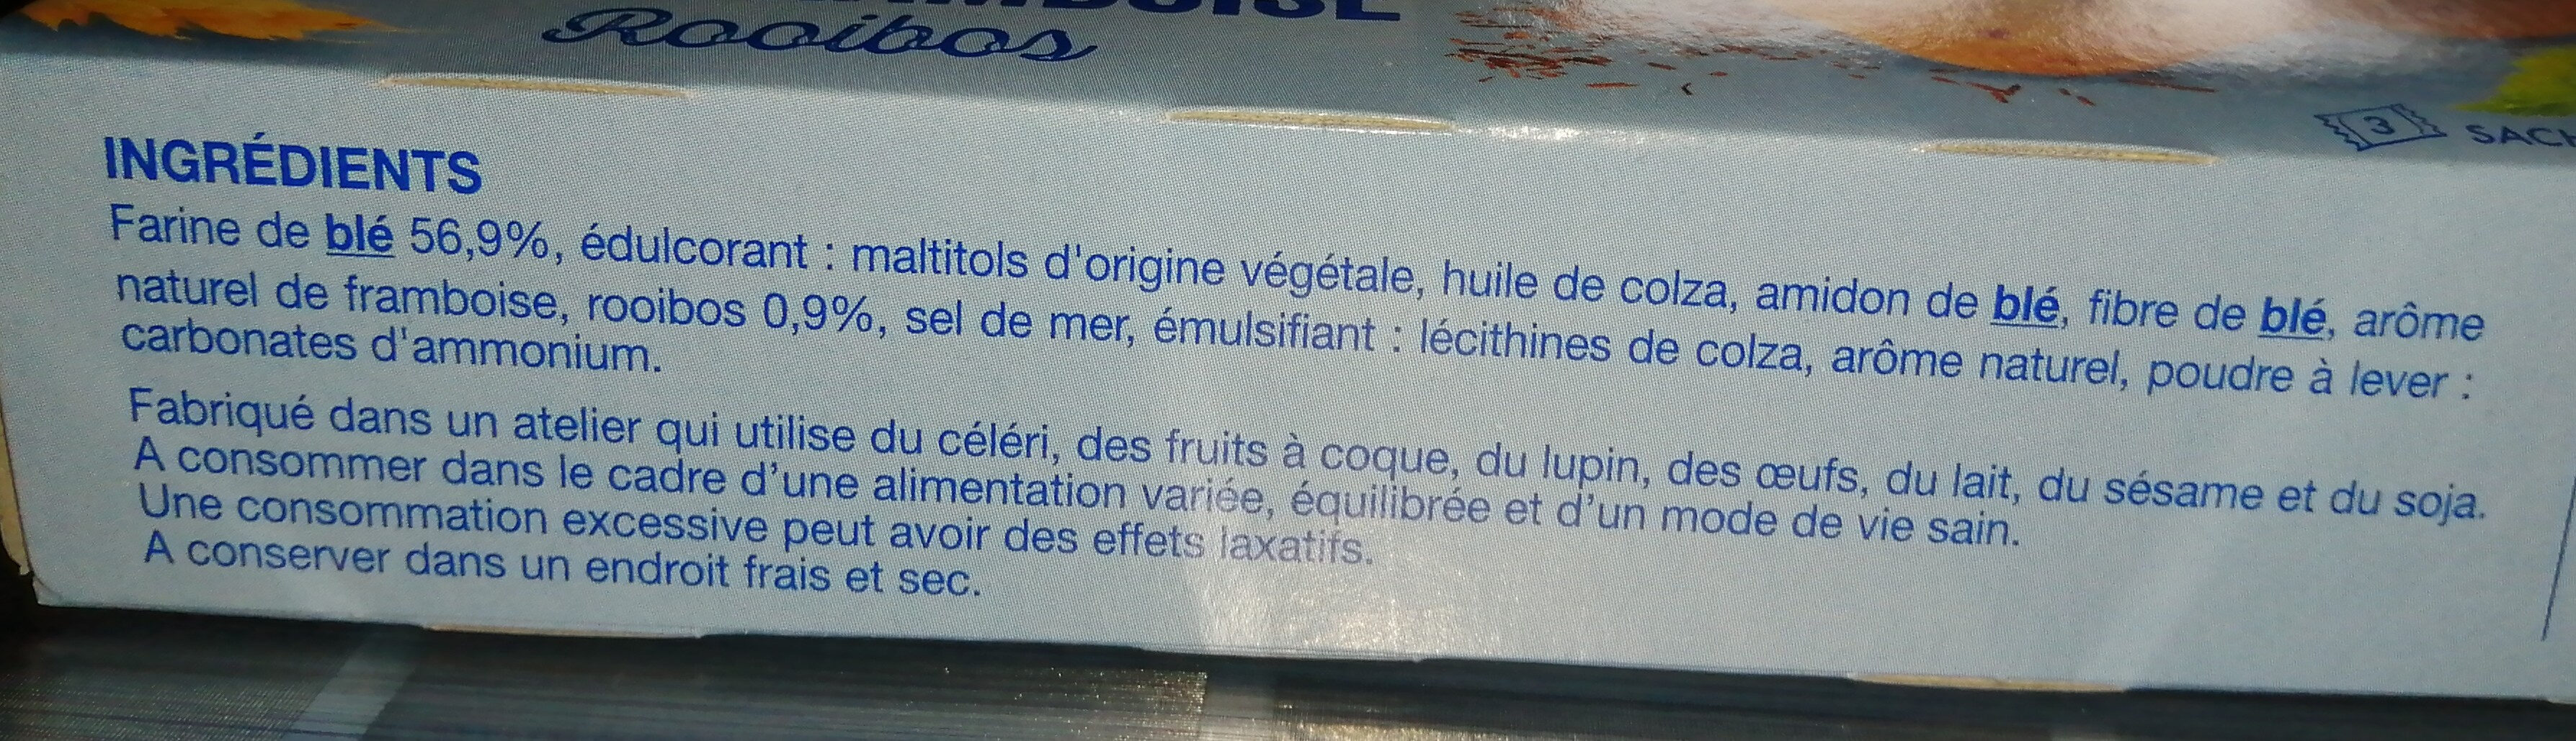 Rooibos
3
INGRÉDIENTS
Farine de blé 56,9%, édulcorant : maltitols d'origine végétale, huile de colza, amidon de blé, fibre de blé, arôme
naturel de framboise, rooibos 0,9%, sel de mer, émulsifiant : lécithines de colza, arôme naturel, poudre à lever :
carbonates d'ammonium.
Fabriqué dans un atelier qui utilise du céléri, des fruits à coque, du lupin, des œufs, du lait, du sésame et du soja.
A consommer dans le cadre d’une alimentation variée, équilibrée et d’un mode de vie sain.
Une consommation excessive peut avoir des effets laxatifs.
A conserver dans un endroit frais et sec.